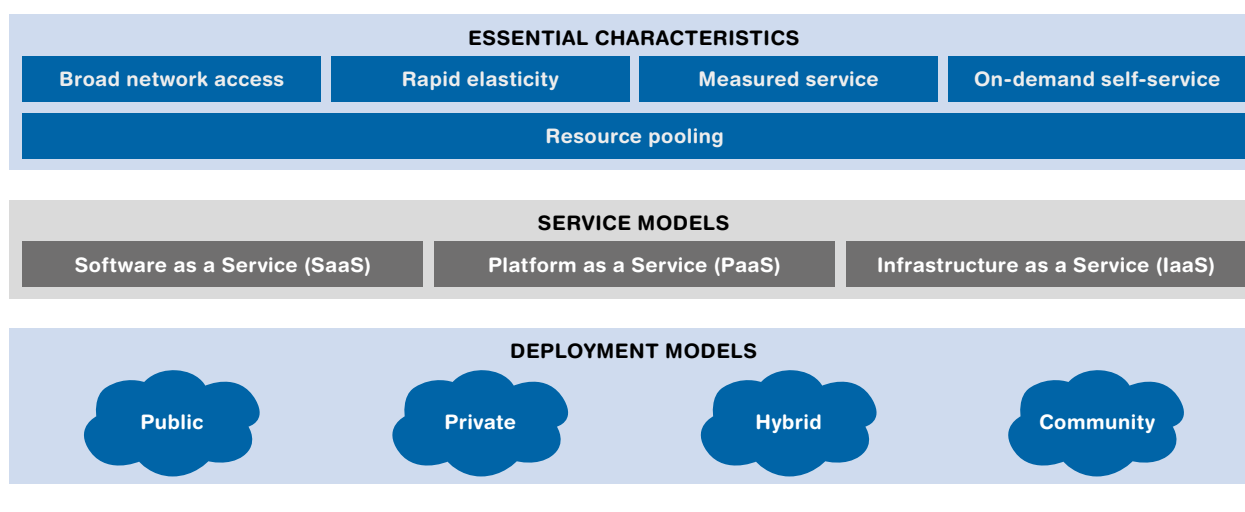 ESSENTIAL CHARACTERISTICS
Broad network access
Rapid elasticity
Measured service
On-demand self-service
Resource pooling
SERVICE MODELS
Software as a Service (SaaS)
Platform as a Service (PaaS)
Infrastructure as a Service (IaaS)
DEPLOYMENT MODELS
Public
Private
Hybrid
Community